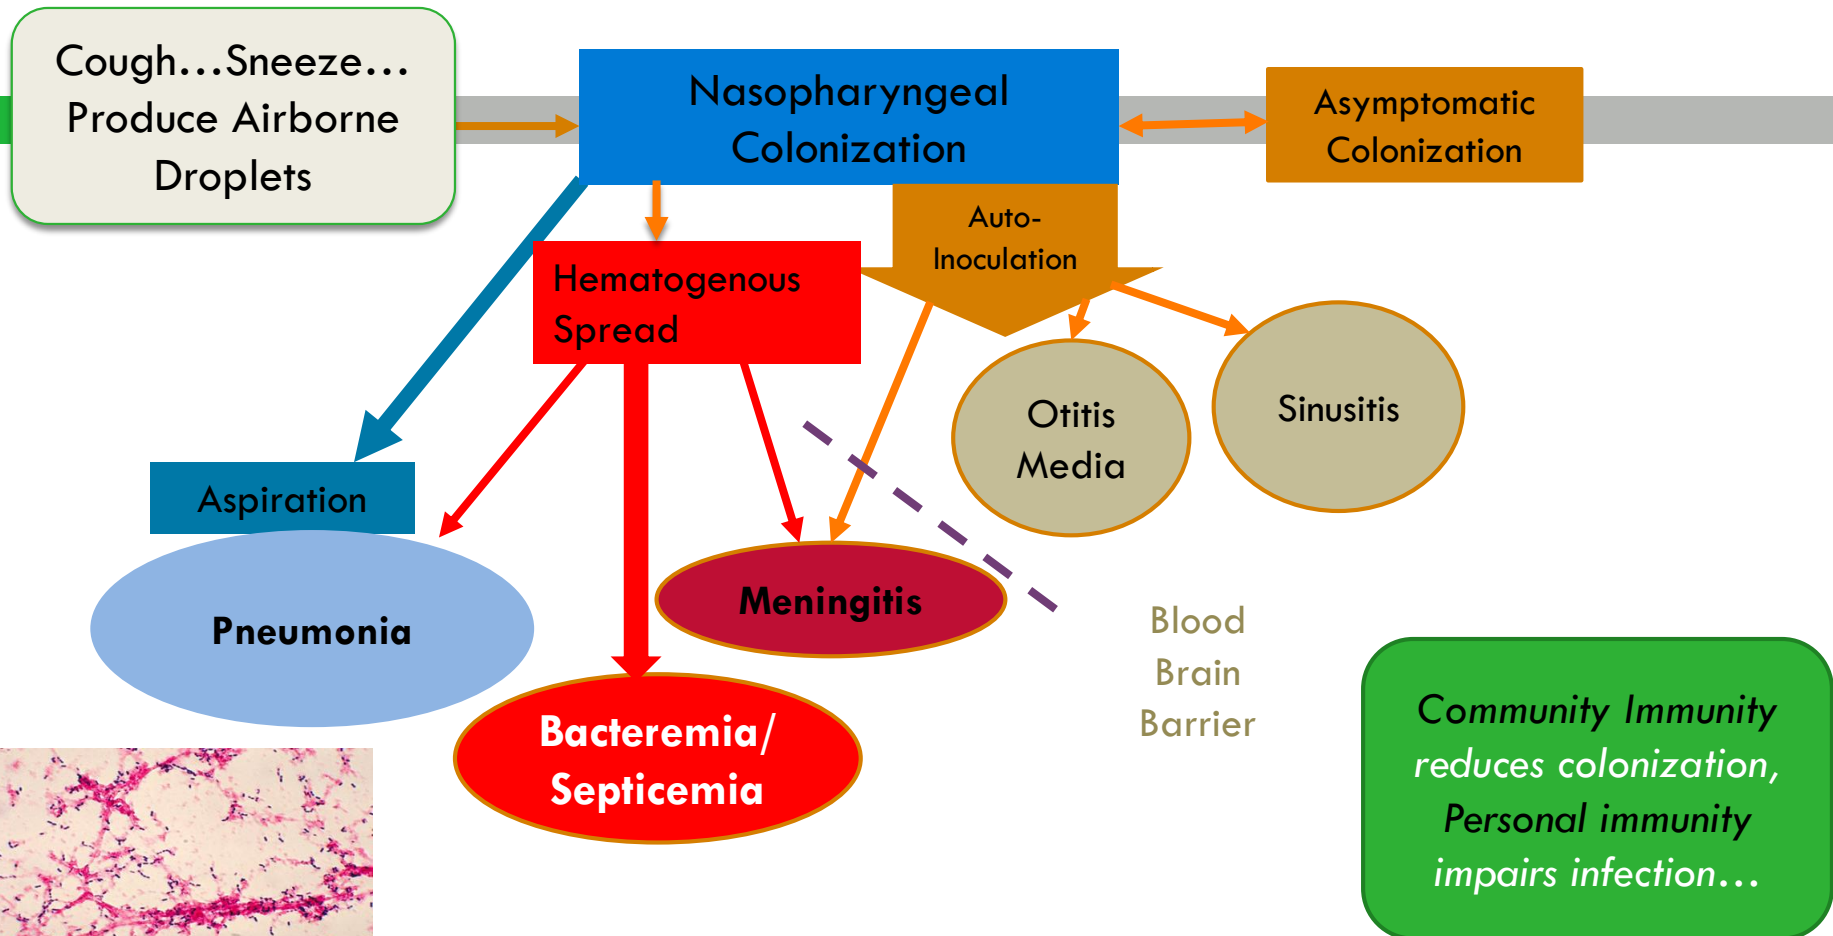 Cough…Sneeze…
Produce Airborne
Droplets
Nasopharyngeal
Colonization
Asymptomatic
Colonization
Auto-
Inoculation
Hematogenous
Spread
Otitis
Media
Sinusitis
Aspiration
Pneumonia
Meningitis
Blood
Brain
Barrier
Bacteremia/
Septicemia
Community Immunity
reduces colonization,
Personal immunity
impairs infection…